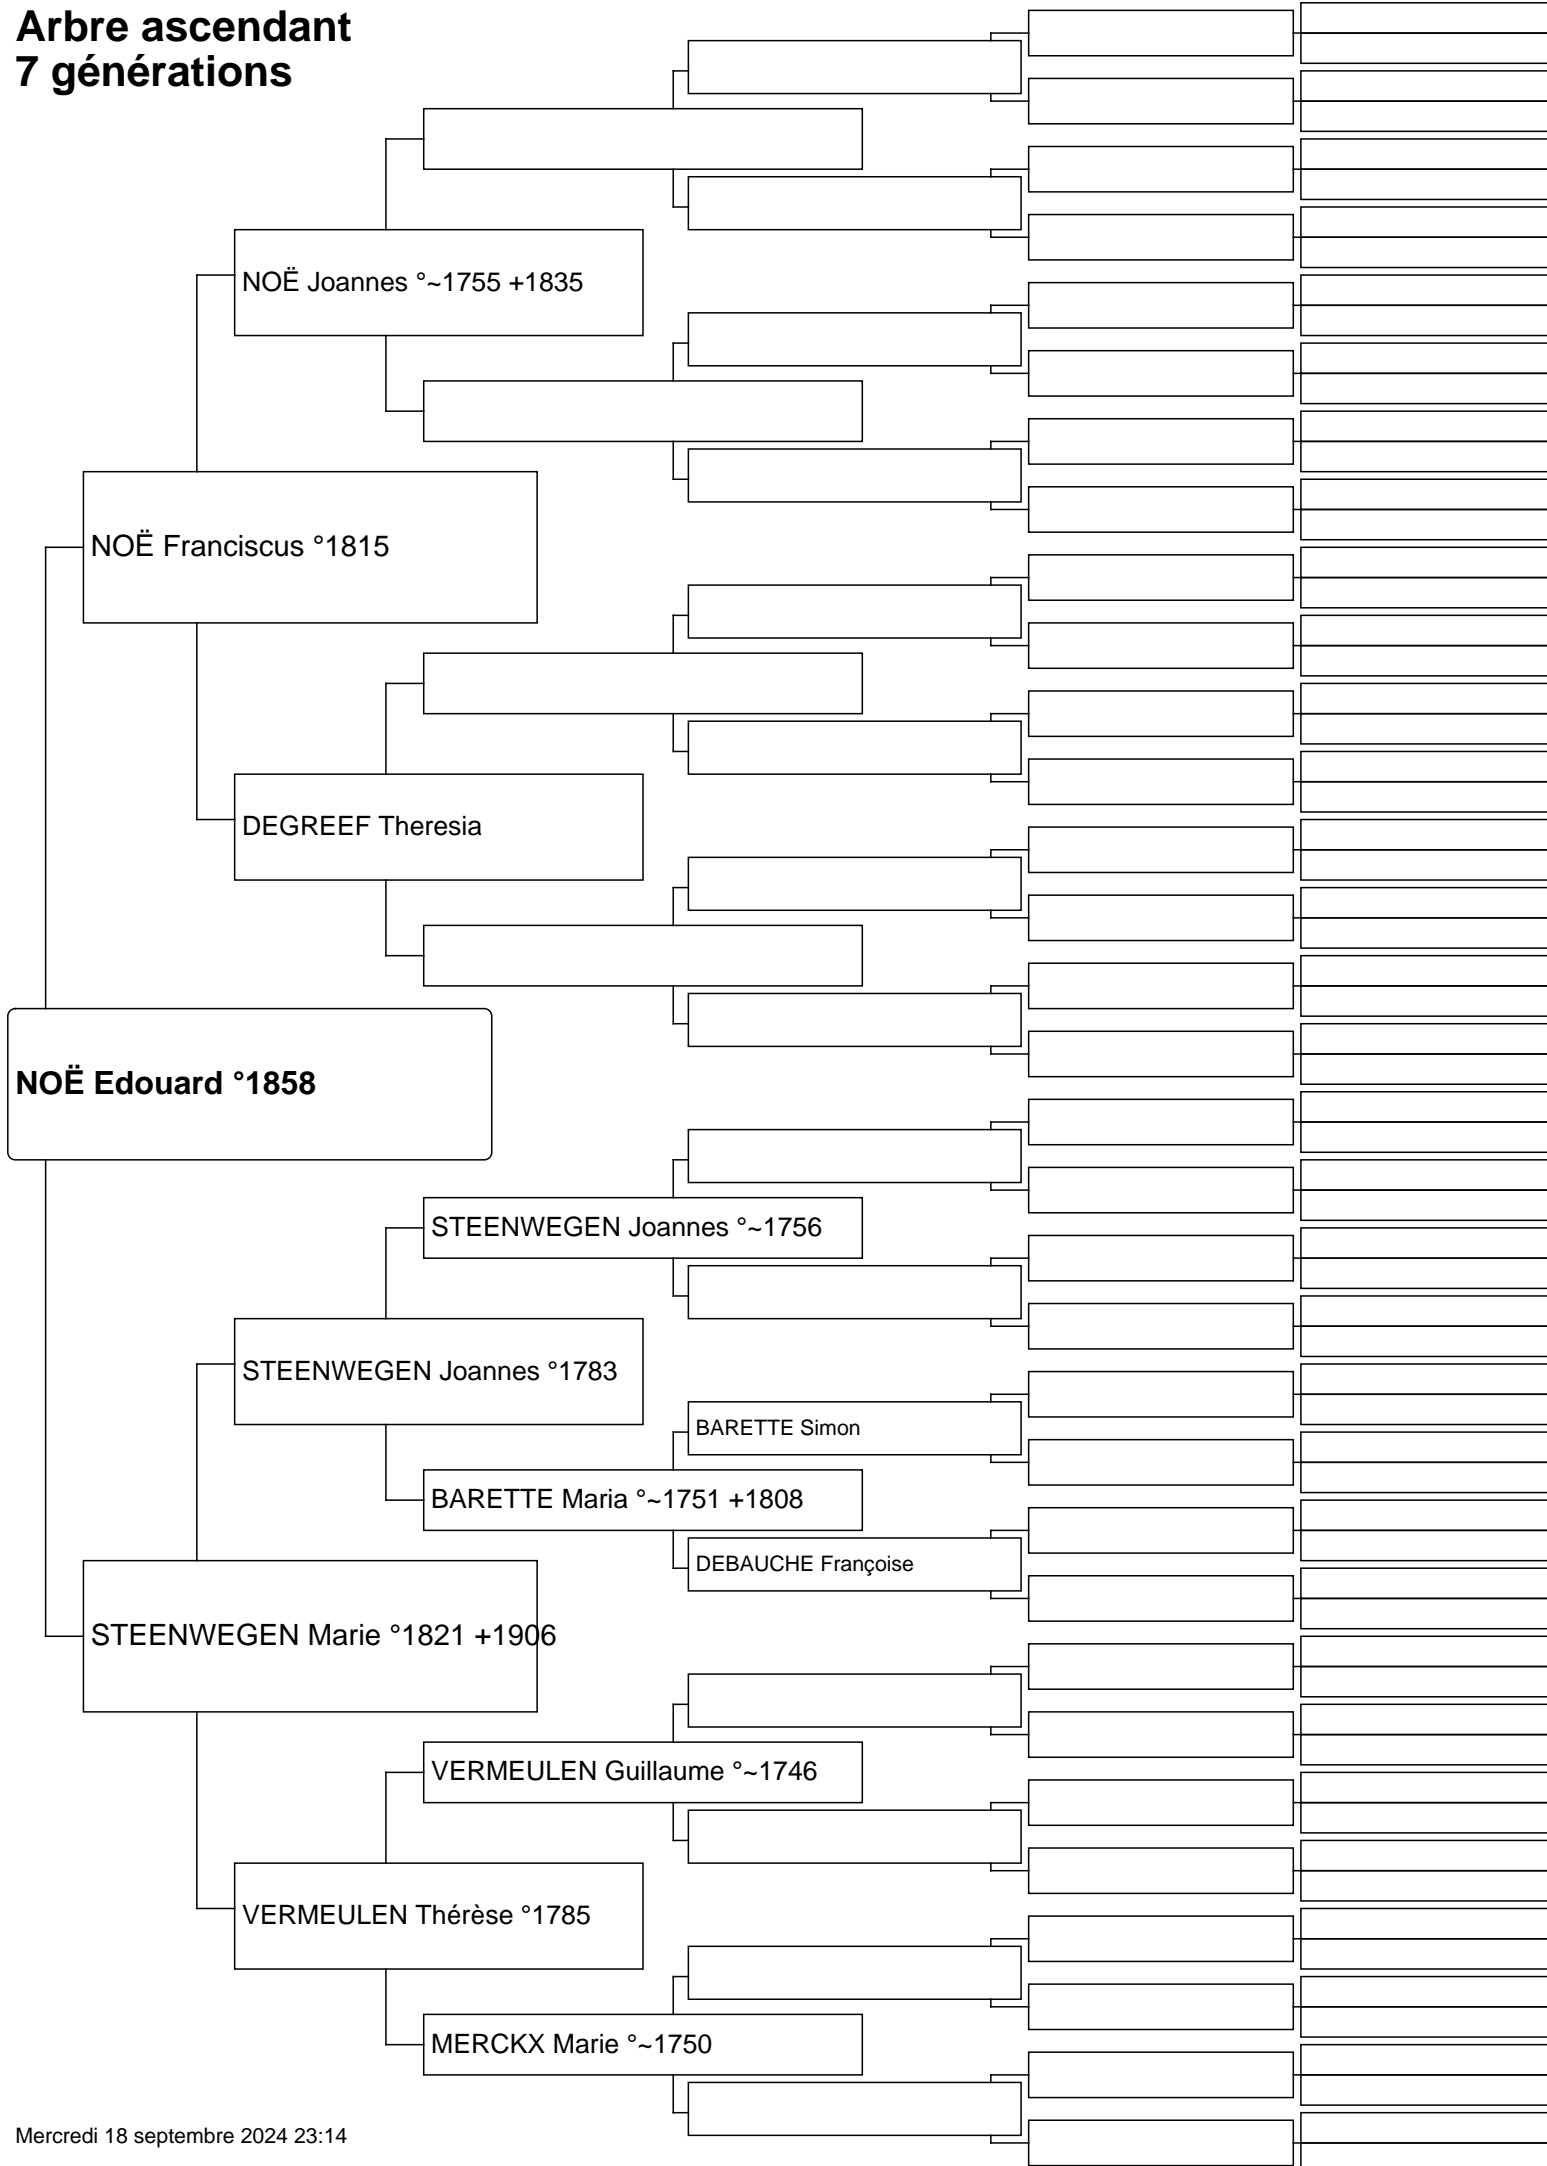 Arbre ascendant
7 générations
NOË Joannes °~1755 +1835
NOË Franciscus °1815
DEGREEF Theresia
NOË Edouard °1858
STEENWEGEN Joannes °~1756
STEENWEGEN Joannes °1783
BARETTE Simon
BARETTE Maria °~1751 +1808
DEBAUCHE Françoise
STEENWEGEN Marie °1821 +1906
VERMEULEN Guillaume °~1746
VERMEULEN Thérèse °1785
MERCKX Marie °~1750
Mercredi 18 septembre 2024 23:14